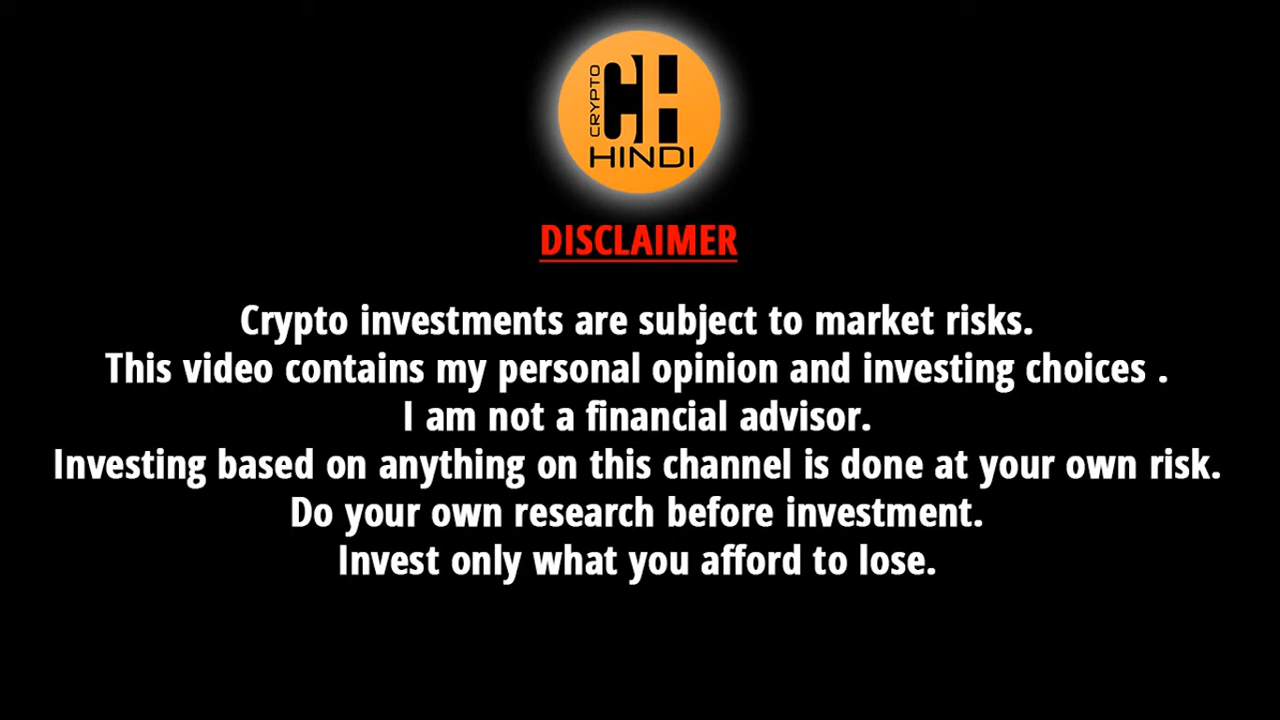 CRYPTO
CH
HINDI
DISCLAIMER
Crypto investments are subject to market risks.
This video contains my personal opinion and investing choices .
I am not a financial advisor.
Investing based on anything on this channel is done at your own risk.
Do your own research before investment.
Invest only what you afford to lose.